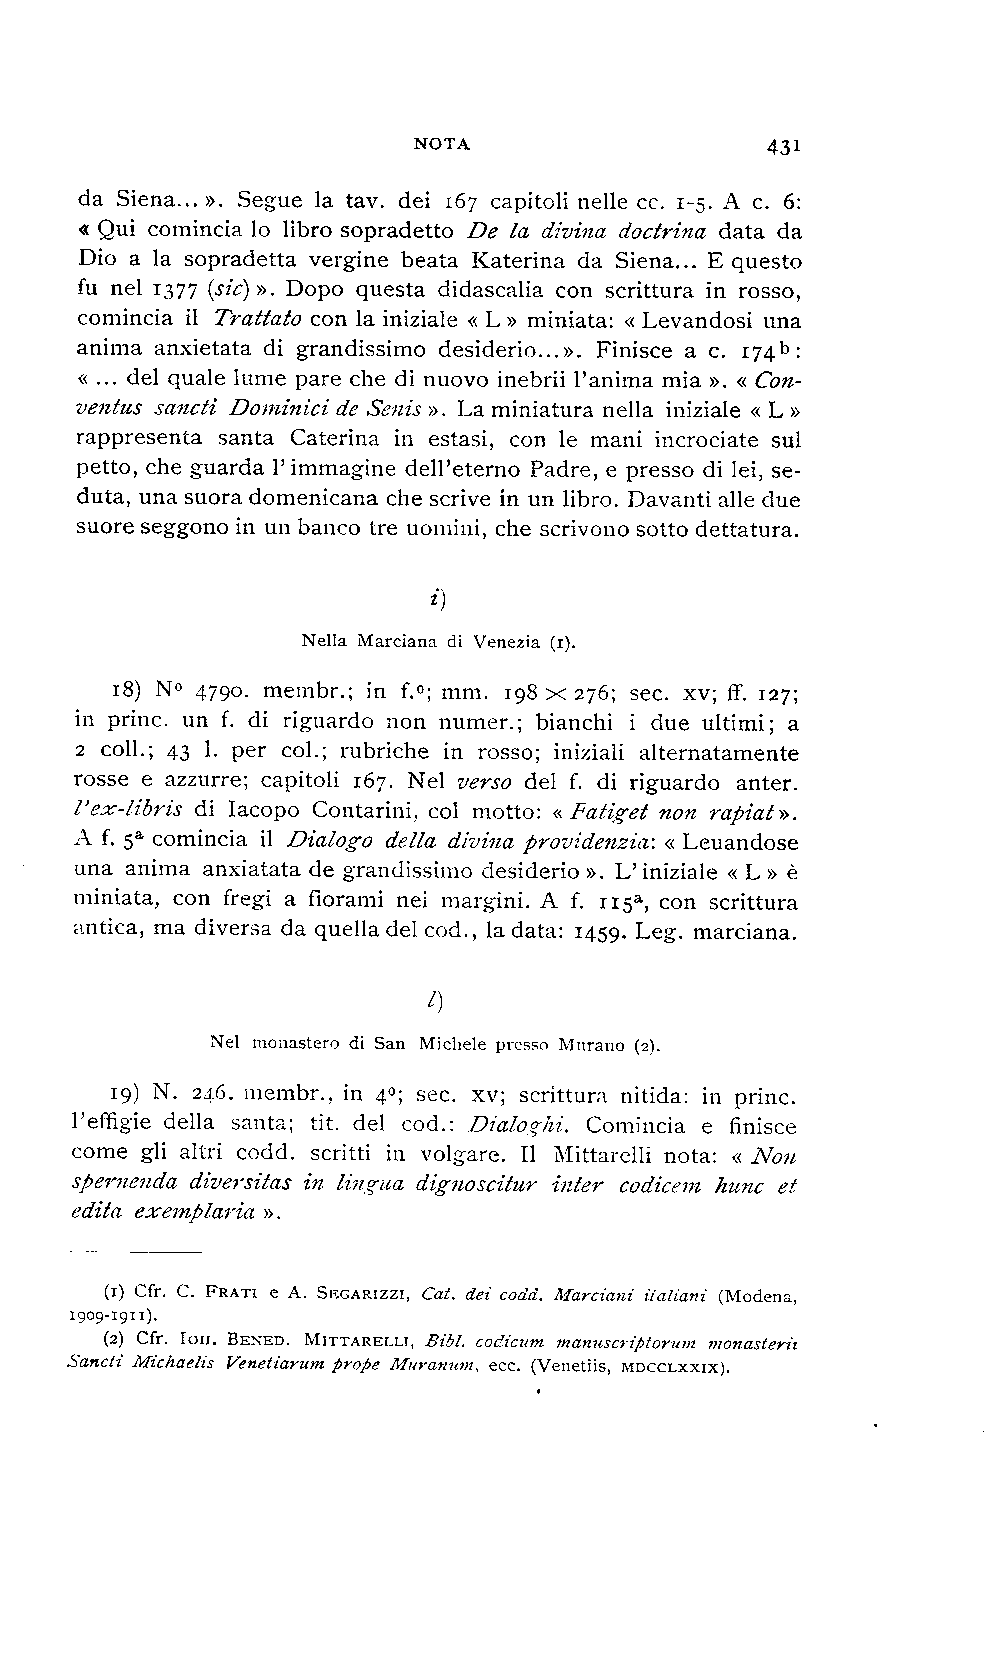 NOTA 431
da Siena... ». Segue la tav. dei 167 capitoli nelle cc. 1-5. A c. 6:
« Qui comincia lo libro sopradetto De la divina doctrina data da
Dio a la sopradetta vergine beata Katerina da Siena... E questo
fu nel 1377 (sic) ». Dopo questa didascalia con scrittura in rosso,
comincia il Trattato con la iniziale « L » miniata: « Levandosi una
anima anxietata di grandissimo desiderio...». Finisce a c. 174b:
« ... del quale lume pare che di nuovo inebrii l'anima mia ». « Con-
ventus sancti Dominici de Senis ». La miniatura nella iniziale « L »
rappresenta santa Caterina in estasi, con le mani incrociate sul
petto, che guarda l'immagine dell'eterno Padre, e presso di lei, se-
duta, una suora domenicana che scrive in un libro. Davanti alle due
suore seggono in un banco tre uomini, che scrivono sotto dettatura.
i)
Nella Marciana di Venezia (1).
18) Nº 4790. membr.; in f.º; mm. 198 × 276; sec. XV; ff. 127;
in princ. un f. di riguardo non numer.; bianchi i due ultimi; a
2 coll.; 43 l. per col.; rubriche in rosso; iniziali alternatamente
rosse e azzurre; capitoli 167. Nel verso del f. di riguardo anter.
l'ex-libris di Iacopo Contarini, col motto: « Fatiget non rapiat».
A f. 5ª comincia il Dialogo della divina providenzia: « Leuandose
una anima anxiatata de grandissimo desiderio ». L'iniziale « L » è
miniata, con fregi a fiorami nei margini. A f. 115ª, con scrittura
antica, ma diversa da quella del cod., la data: 1459. Leg. marciana.
l)
Nel monastero di San Michele presso Murano (2).
19) N. 246. membr., in 4º; sec. XV; scrittura nitida: in princ.
l'effigie della santa; tit. del cod.: Dialoghi. Comincia e finisce
come gli altri codd. scritti in volgare. Il Mittarelli nota: « Non
spernenda diversitas in lingua dignoscitur inter codicem hunc et
edita exemplaria ».
(1) Cfr. C. FRATI e A. SEGARIZZI, Cat. dei codd. Marciani italiani (Modena,
1909-1911).
(2) Cfr. IOH. BENED. MITTARELLI, Bibl. codicum manuscriptorum monasterii
Sancti Michaelis Venetiarum prope Muranum, ecc. (Venetiis, MDCCLXXIX).